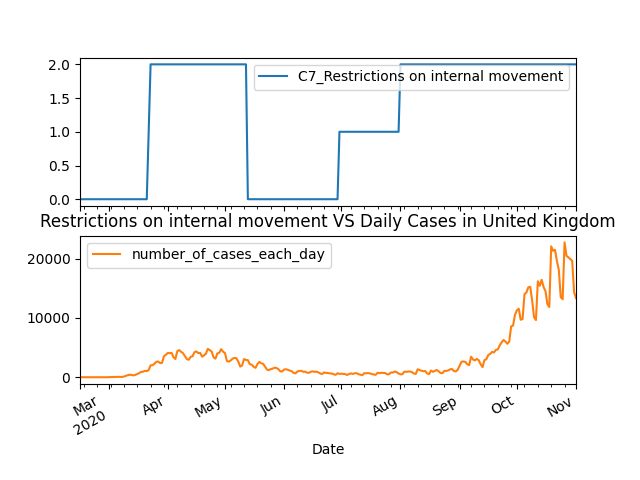 2.0
1.5
1.0
0.5
0.0
C7_Restrictions on internal movement
Restrictions on internal movement VS Daily Cases in United Kingdom
20000
10000
0
number_of_cases_each_day
Mar
2020
Apr
May
Jun
Jul
Aug
Sep
Oct
Nov
Date